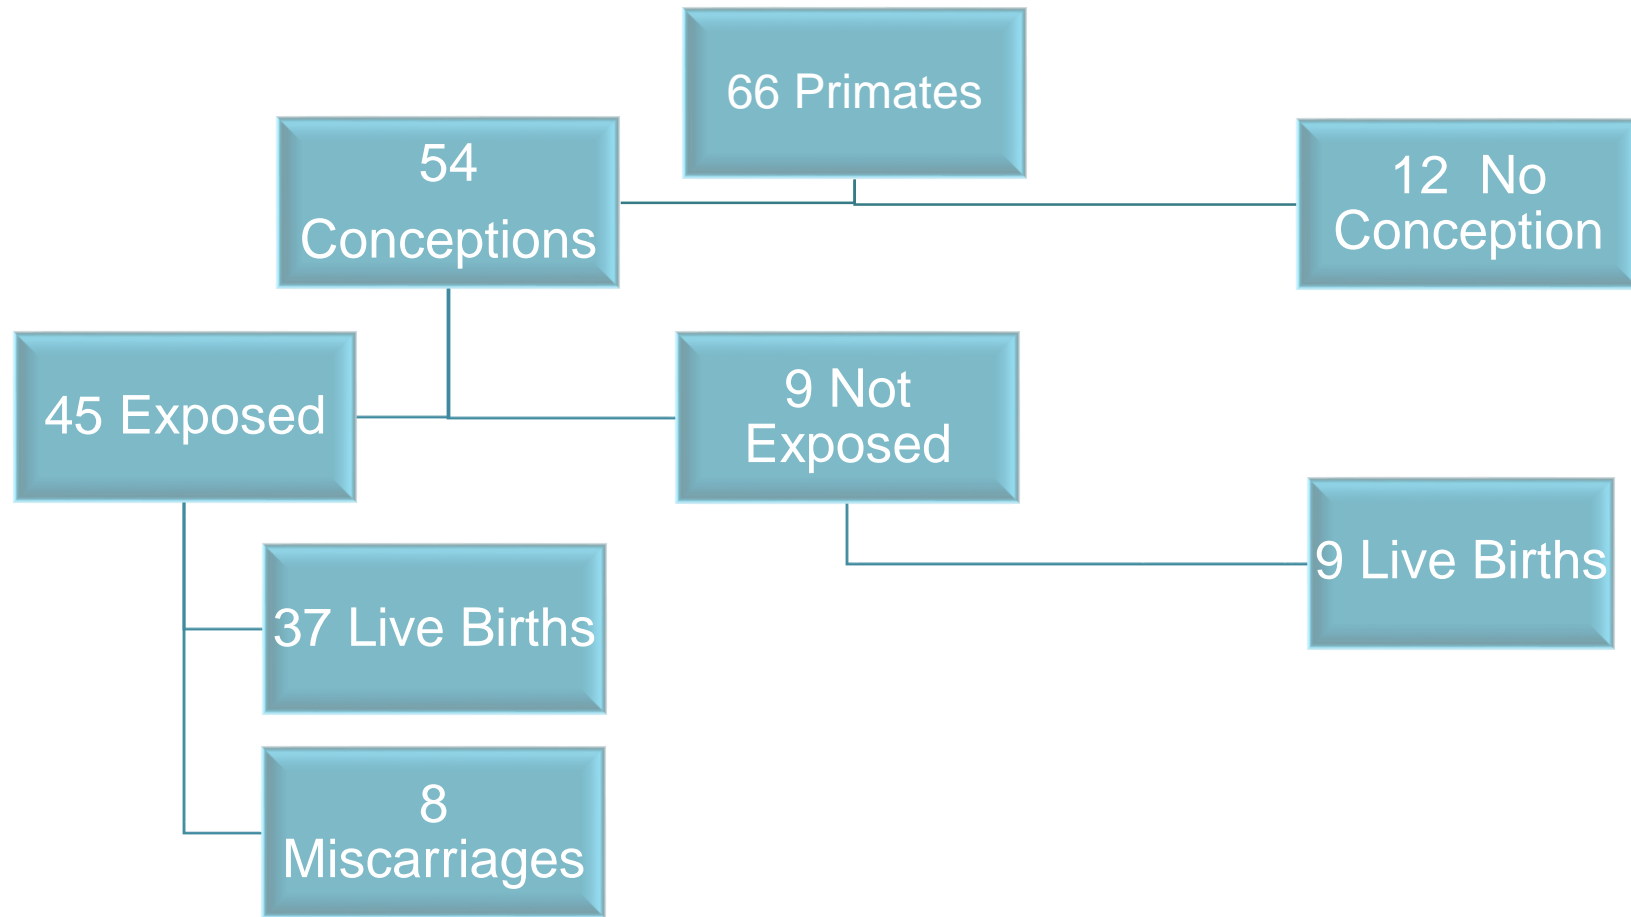 66 Primates
54
Conceptions
12  No
Conception
45 Exposed
9 Not
Exposed
9 Live Births
37 Live Births
8
Miscarriages